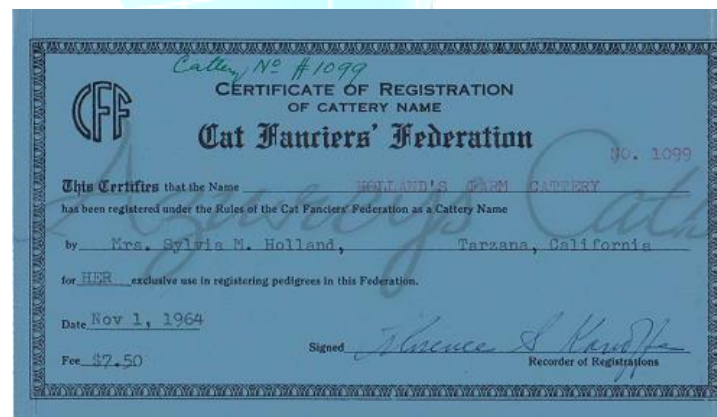 Cattery Nº #1099
CFF
CERTIFICATE OF REGISTRATION
OF CATTERY NAME
Cat Fanciers' Federation
NO. 1099
This Certifies that the Name HOLLAND'S FARM CATTERY
has been registered under the Rules of the Cat Fanciers' Federation as a Cattery Name
by Mrs. Sylvia M. Holland, Tarzana, California
for HER exclusive use in registering pedigrees in this Federation.
Date Nov 1, 1964
Signed Florence S
Fee $7.50
Recorder of Registrations